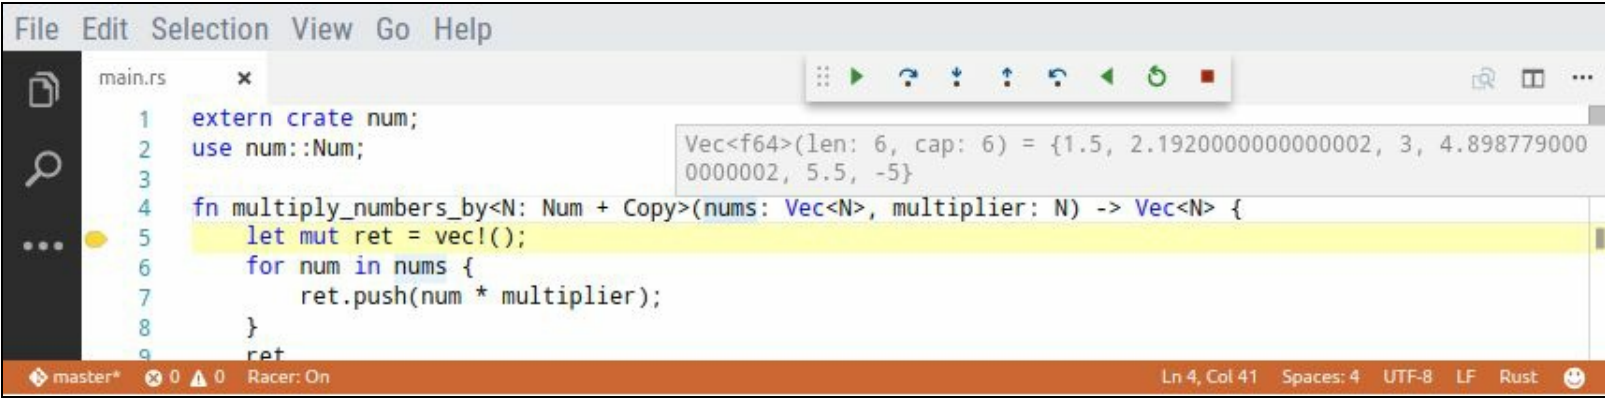 File Edit Selection View Go Help
main.rs
1 extern crate num;
2 use num::Num;
Vec<f64>(len: 6, cap: 6) = {1.5, 2.1920000000000002, 3, 4.898779000
0000002, 5.5, -5}
3
4 fn multiply_numbers_by<N: Num + Copy>(nums: Vec<N>, multiplier: N) -> Vec<N> {
5     let mut ret = vec!();
6     for num in nums {
7         ret.push(num * multiplier);
8     }
9     ret
master* 0 0 Racer: On Ln 4, Col 41 Spaces: 4 UTF-8 LF Rust